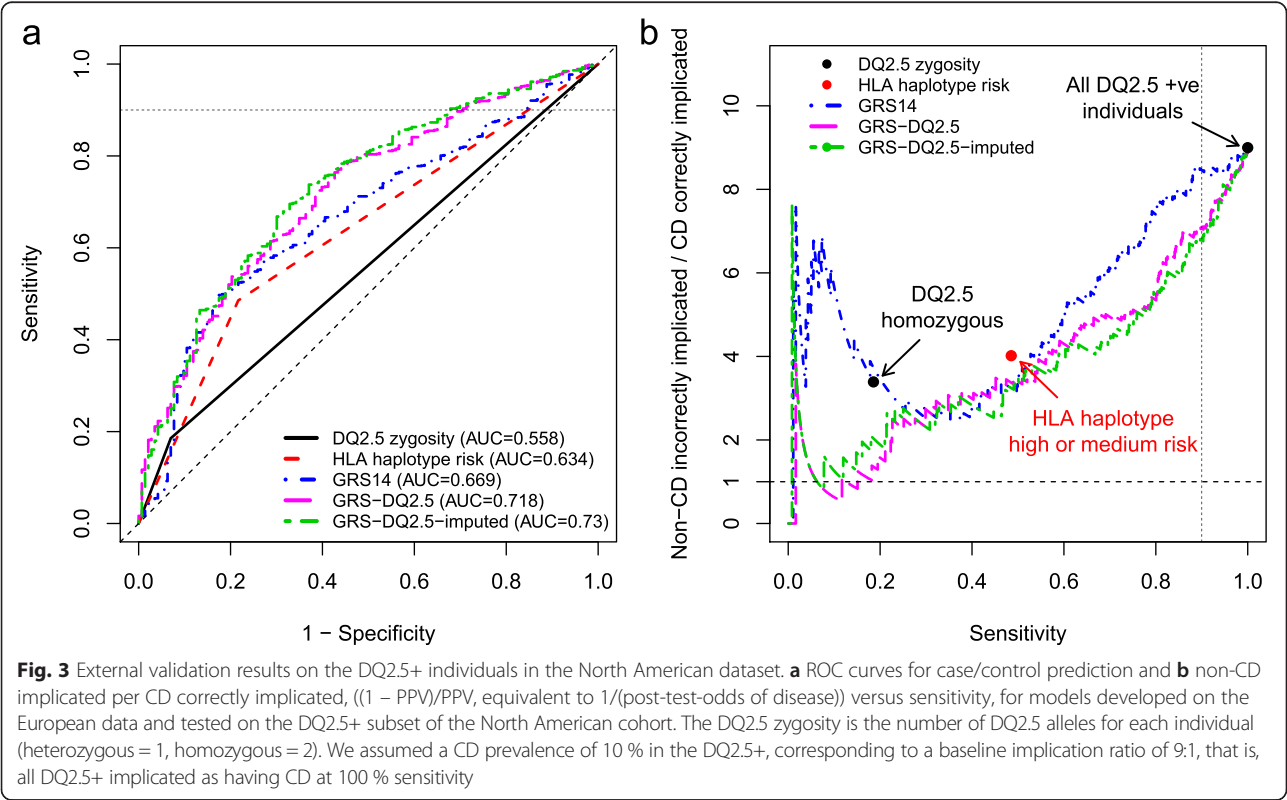 a
Sensitivity
1.0
0.8
0.6
0.4
0.2
0.0
DQ2.5 zygosity (AUC=0.558)
HLA haplotype risk (AUC=0.634)
GRS14 (AUC=0.669)
GRS−DQ2.5 (AUC=0.718)
GRS−DQ2.5−imputed (AUC=0.73)
0.0 0.2 0.4 0.6 0.8 1.0
1 − Specificity
b
Non−CD incorrectly implicated / CD correctly implicated
10
8
6
4
2
1
0
DQ2.5 zygosity
HLA haplotype risk
GRS14
GRS−DQ2.5
GRS−DQ2.5−imputed
All DQ2.5 +ve
individuals
DQ2.5
homozygous
HLA haplotype
high or medium risk
0.0 0.2 0.4 0.6 0.8 1.0
Sensitivity
Fig. 3 External validation results on the DQ2.5+ individuals in the North American dataset. a ROC curves for case/control prediction and b non-CD
implicated per CD correctly implicated, ((1 − PPV)/PPV, equivalent to 1/(post-test-odds of disease)) versus sensitivity, for models developed on the
European data and tested on the DQ2.5+ subset of the North American cohort. The DQ2.5 zygosity is the number of DQ2.5 alleles for each individual
(heterozygous = 1, homozygous = 2). We assumed a CD prevalence of 10 % in the DQ2.5+, corresponding to a baseline implication ratio of 9:1, that is,
all DQ2.5+ implicated as having CD at 100 % sensitivity